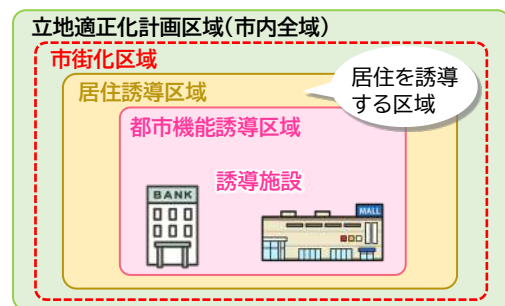 立地適正化計画区域(市内全域)
市街化区域
居住誘導区域
居住を誘導
する区域
都市機能誘導区域
誘導施設
BANK
MALL